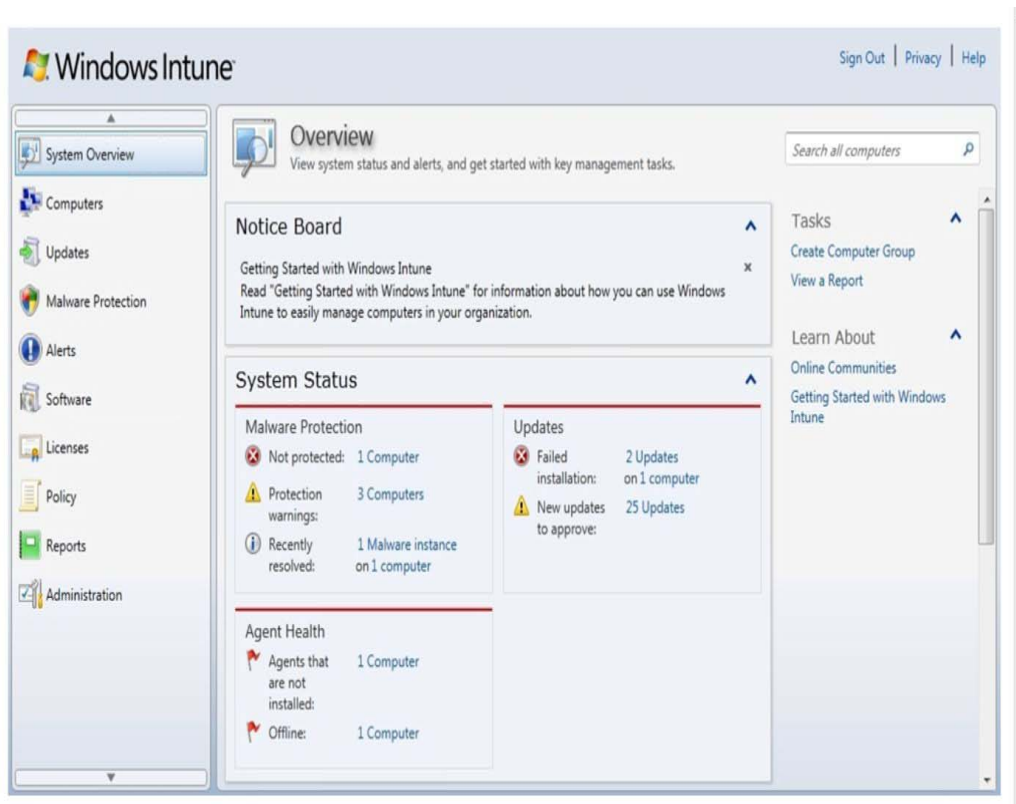 Windows Intune
Sign Out | Privacy | Help
System Overview
Computers
Updates
Malware Protection
Alerts
Software
Licenses
Policy
Reports
Administration
Overview
View system status and alerts, and get started with key management tasks.
Search all computers
Notice Board
Getting Started with Windows Intune
Read "Getting Started with Windows Intune" for information about how you can use Windows
Intune to easily manage computers in your organization.
System Status
Malware Protection
Not protected: 1 Computer
Protection 3 Computers
warnings:
Recently 1 Malware instance
resolved: on 1 computer
Updates
Failed 2 Updates
installation: on 1 computer
New updates 25 Updates
to approve:
Agent Health
Agents that 1 Computer
are not
installed:
Offline: 1 Computer
Tasks
Create Computer Group
View a Report
Learn About
Online Communities
Getting Started with Windows
Intune